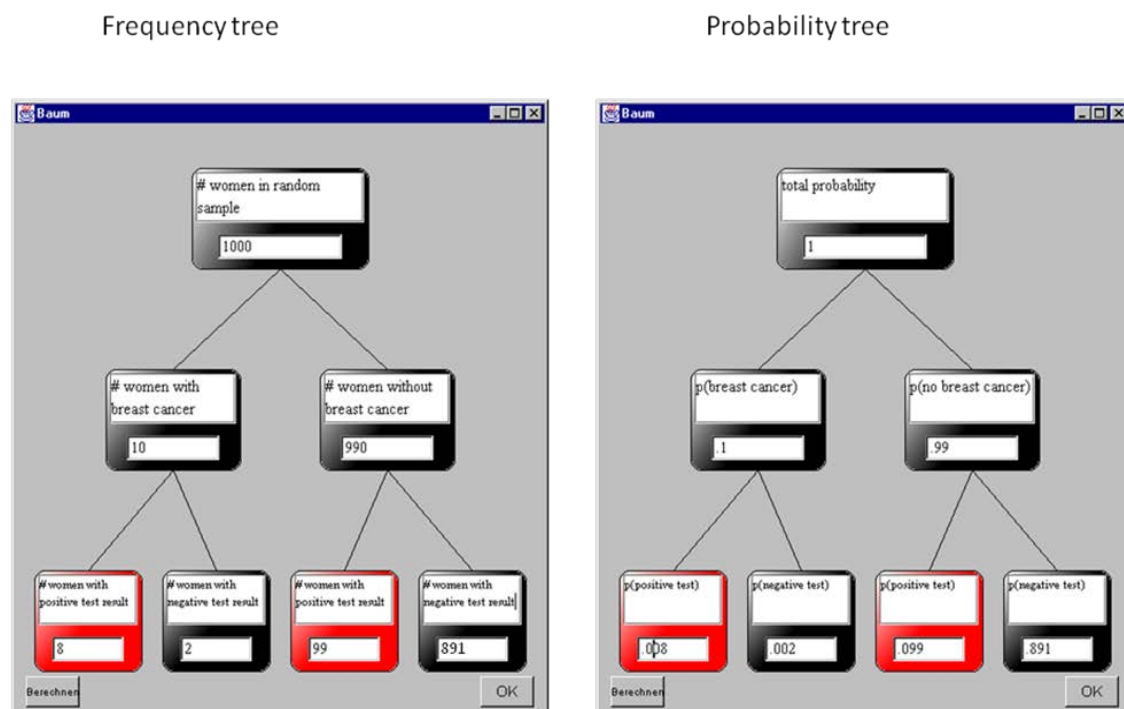 Frequency tree
Probability tree
Baum
# women in random
sample
1000
# women with
breast cancer
10
# women without
breast cancer
990
# women with
positive test result
8
# women with
negative test result
2
# women with
positive test result
99
# women with
negative test result
891
Berechnen
OK
Baum
total probability
1
p(breast cancer)
.1
p(no breast cancer)
.99
p(positive test)
.008
p(negative test)
.002
p(positive test)
.099
p(negative test)
.891
Berechnen
OK